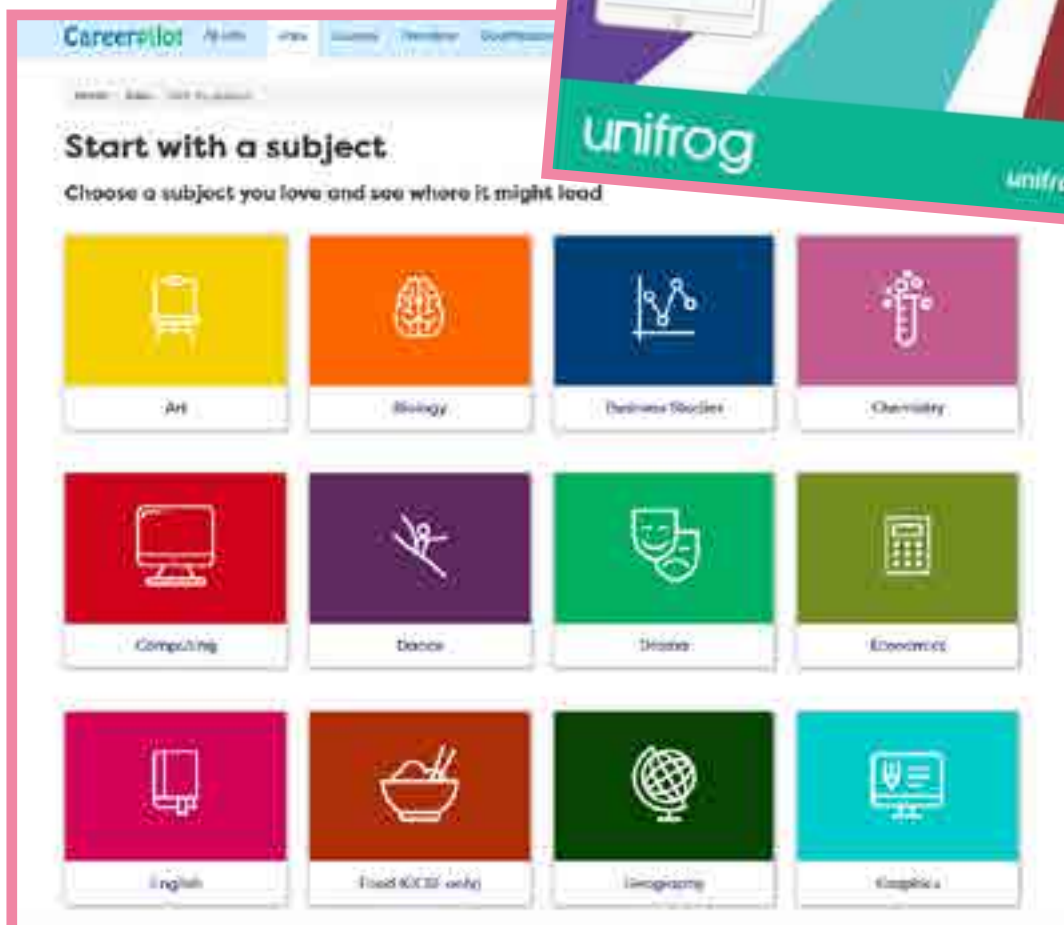 Careerpilot
unifrog
unifro
Start with a subject
Choose a subject you love and see where it might lead
Art
Biology
Business Studies
Chemistry
Computing
Dance
Drama
Economics
English
Food (GCSE only)
Geography
Graphics